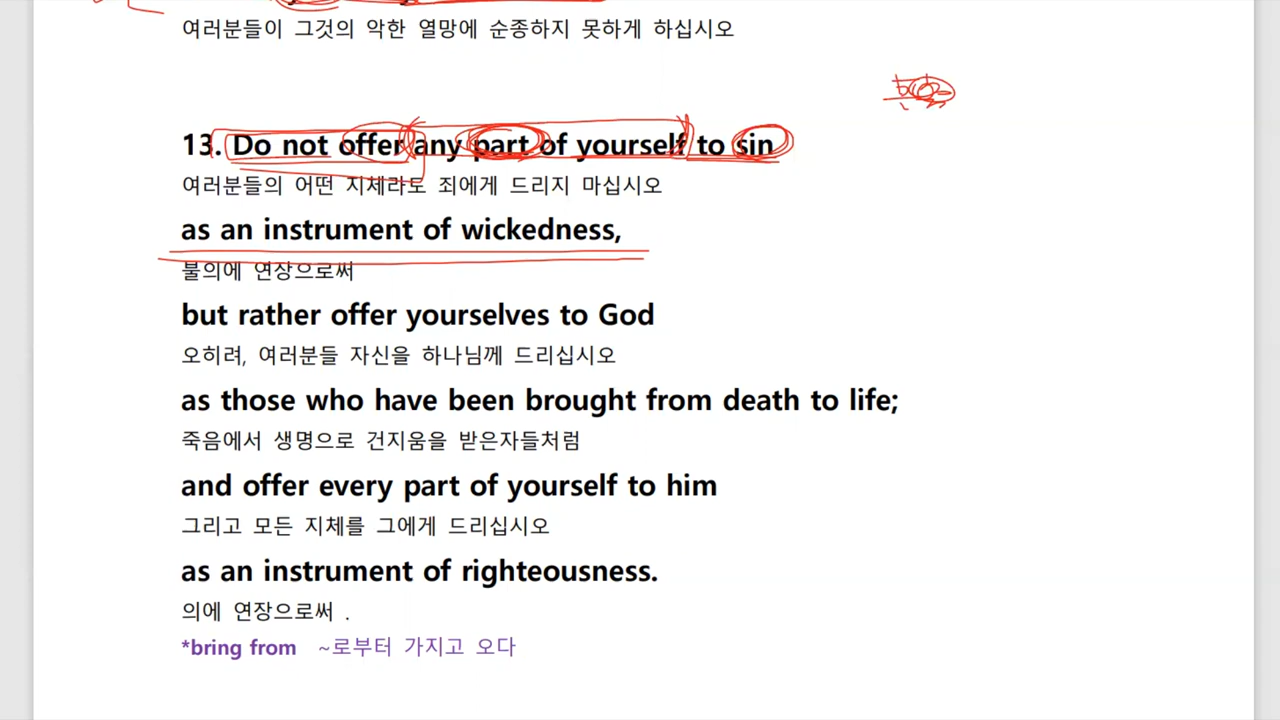 여러분들이 그것의 악한 열망에 순종하지 못하게 하십시오
13. Do not offer any part of yourself to sin
여러분들의 어떤 지체라도 죄에게 드리지 마십시오
as an instrument of wickedness,
불의에 연장으로써
but rather offer yourselves to God
오히려, 여러분들 자신을 하나님께 드리십시오
as those who have been brought from death to life;
죽음에서 생명으로 건지움을 받은자들처럼
and offer every part of yourself to him
그리고 모든 지체를 그에게 드리십시오
as an instrument of righteousness.
의에 연장으로써 .
*bring from ~로부터 가지고 오다